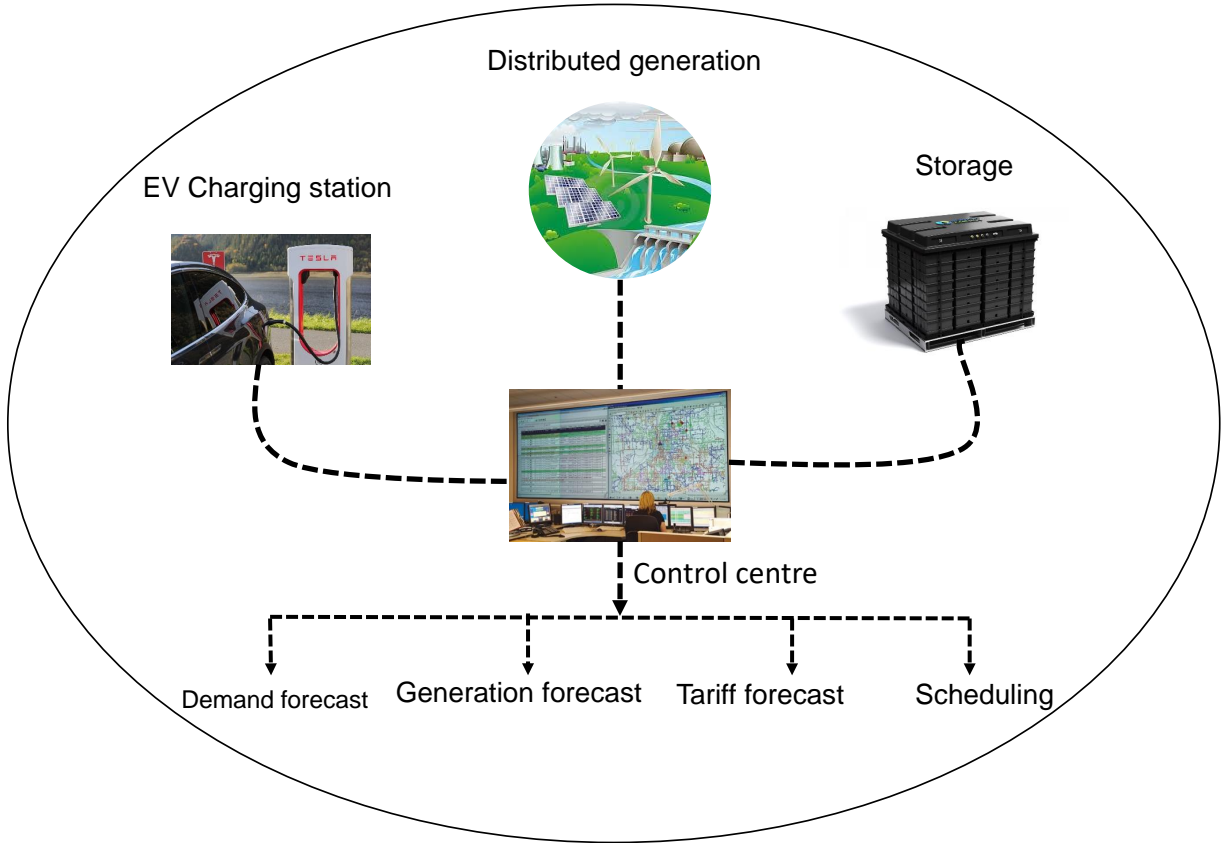 Distributed generation
Storage
EV Charging station
TESLA
Control centre
Demand forecast
Generation forecast
Tariff forecast
Scheduling